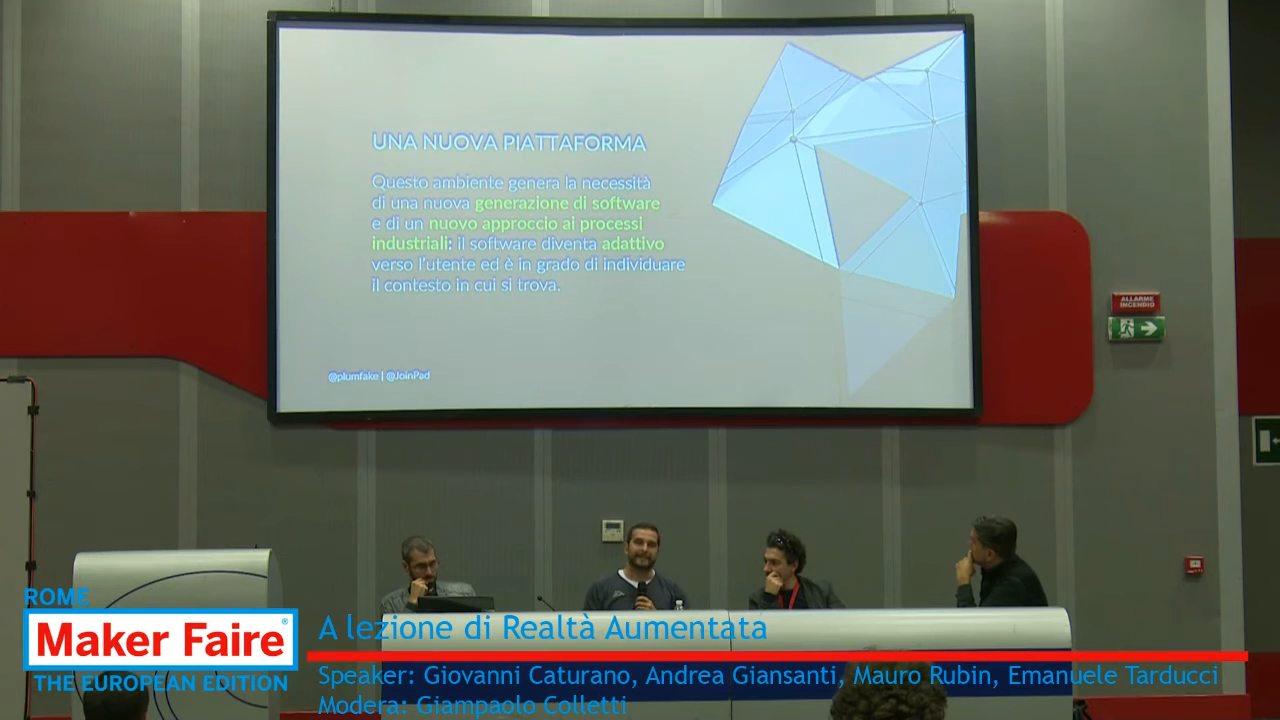 UNA NUOVA PIATTAFORMA
Questo ambiente genera la necessità
di una nuova generazione di software
e di un nuovo approccio ai processi
industriali: il software diventa adattivo
verso l'utente ed è in grado di individuare
il contesto in cui si trova.
@plumfake | @JoinPad
ALLARME
INCENDIO
ROME
Maker Faire®
THE EUROPEAN EDITION
A lezione di Realtà Aumentata
Speaker: Giovanni Caturano, Andrea Giansanti, Mauro Rubin, Emanuele Tarducci
Modera: Giampaolo Colletti